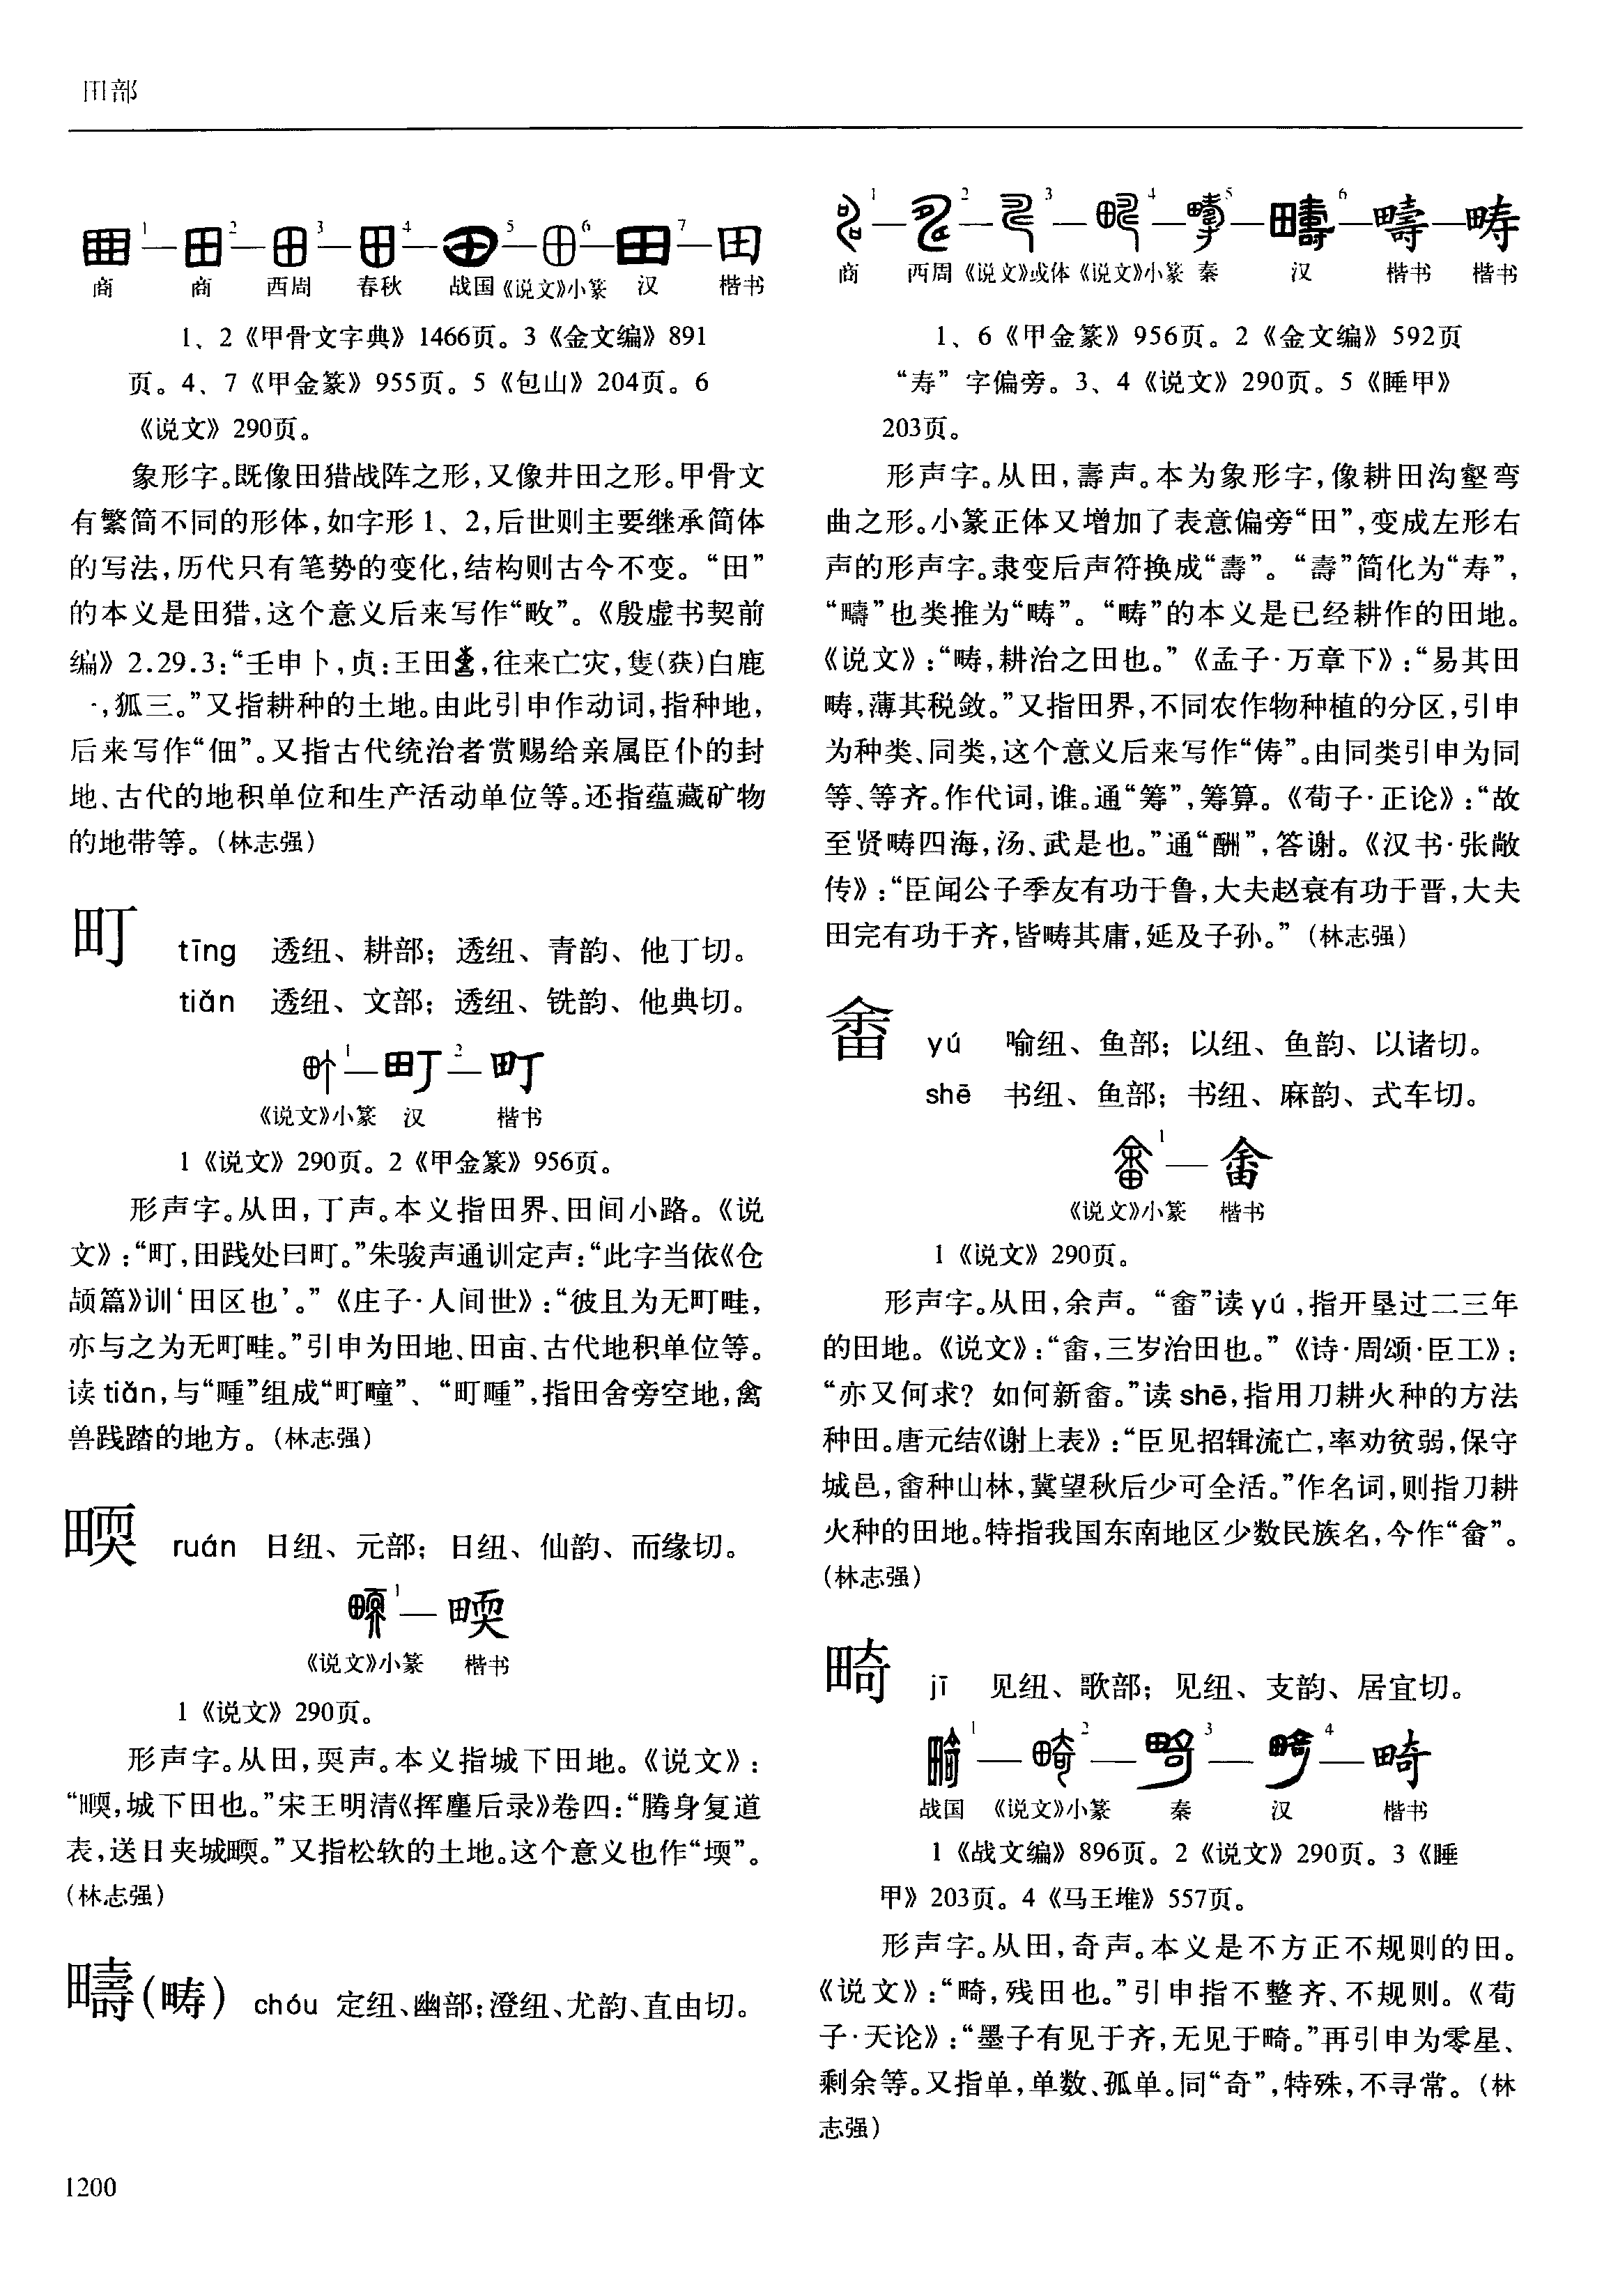 田部
1 2 3 4 5 6 7
田—田—田—田—田—田—田—田
商 商 西周 春秋 战国 《说文》小篆 汉 楷书
1、2《甲骨文字典》1466页。3《金文编》891
页。4、7《甲金篆》955页。5《包山》204页。6
《说文》290页。
象形字。既像田猎战阵之形,又像井田之形。甲骨文
有繁简不同的形体,如字形1、2,后世则主要继承简体
的写法,历代只有笔势的变化,结构则古今不变。“田”
的本义是田猎,这个意义后来写作“畋”。《殷虚书契前
编》2.29.3:“壬申卜,贞:王田,往来亡灾,隻(获)白鹿
,狐三。”又指耕种的土地。由此引申作动词,指种地,
后来写作“佃”。又指古代统治者赏赐给亲属臣仆的封
地、古代的地积单位和生产活动单位等。还指蕴藏矿物
的地带等。(林志强)
町 tīng 透纽、耕部；透纽、青韵、他丁切。
tiǎn 透纽、文部；透纽、铣韵、他典切。
町1—町2—町
《说文》小篆 汉 楷书
1《说文》290页。2《甲金篆》956页。
形声字。从田,丁声。本义指田界、田间小路。《说
文》:“町,田践处曰町。”朱骏声通训定声:“此字当依《仓
颉篇》训‘田区也’。”《庄子·人间世》:“彼且为无町畦,
亦与之为无町畦。”引申为田地、田亩、古代地积单位等。
读tiǎn,与“畽”组成“町疃”、“町畽”,指田舍旁空地,禽
兽践踏的地方。(林志强)
畎 ruán 日纽、元部；日纽、仙韵、而缘切。
《说文》小篆 楷书
1《说文》290页。
形声字。从田,耎声。本义指城下田地。《说文》:
“㽭,城下田也。”宋王明清《挥麈后录》卷四:“腾身复道
表,送日夹城㽭。”又指松软的土地。这个意义也作“堧”。
(林志强)
疇(畴) chóu 定纽、幽部;澄纽、尤韵、直由切。
1 2 3 4 5 6
疇—畴
商 西周 《说文》或体 《说文》小篆 秦 汉 楷书 楷书
1、6《甲金篆》956页。2《金文编》592页
“寿”字偏旁。3、4《说文》290页。5《睡甲》
203页。
形声字。从田,壽声。本为象形字,像耕田沟壑弯
曲之形。小篆正体又增加了表意偏旁“田”,变成左形右
声的形声字。隶变后声符换成“壽”。“壽”简化为“寿”,
“疇”也类推为“畴”。“畴”的本义是已经耕作的田地。
《说文》:“畴,耕治之田也。”《孟子·万章下》:“易其田
畴,薄其税敛。”又指田界,不同农作物种植的分区,引申
为种类、同类,这个意义后来写作“俦”。由同类引申为同
等、等齐。作代词,谁。通“筹”,筹算。《荀子·正论》:“故
至贤畴四海,汤、武是也。”通“酬”,答谢。《汉书·张敞
传》:“臣闻公子季友有功于鲁,大夫赵衰有功于晋,大夫
田完有功于齐,皆畴其庸,延及子孙。”(林志强)
畬 yú 喻纽、鱼部；以纽、鱼韵、以诸切。
shē 书纽、鱼部；书纽、麻韵、式车切。
畬1—畬
《说文》小篆 楷书
1《说文》290页。
形声字。从田,余声。“畬”读yú,指开垦过二三年
的田地。《说文》:“畬,三岁治田也。”《诗·周颂·臣工》:
“亦又何求？如何新畬。”读shē,指用刀耕火种的方法
种田。唐元结《谢上表》:“臣见招辑流亡,率劝贫弱,保守
城邑,畬种山林,冀望秋后少可全活。”作名词,则指刀耕
火种的田地。特指我国东南地区少数民族名,今作“畲”。
(林志强)
畸 jī 见纽、歌部；见纽、支韵、居宜切。
畸1—畸2—畸3—畸4—畸
战国 《说文》小篆 秦 汉 楷书
1《战文编》896页。2《说文》290页。3《睡
甲》203页。4《马王堆》557页。
形声字。从田,奇声。本义是不方正不规则的田。
《说文》:“畸,残田也。”引申指不整齐、不规则。《荀
子·天论》:“墨子有见于齐,无见于畸。”再引申为零星、
剩余等。又指单,单数、孤单。同“奇”,特殊,不寻常。(林
志强)
1200